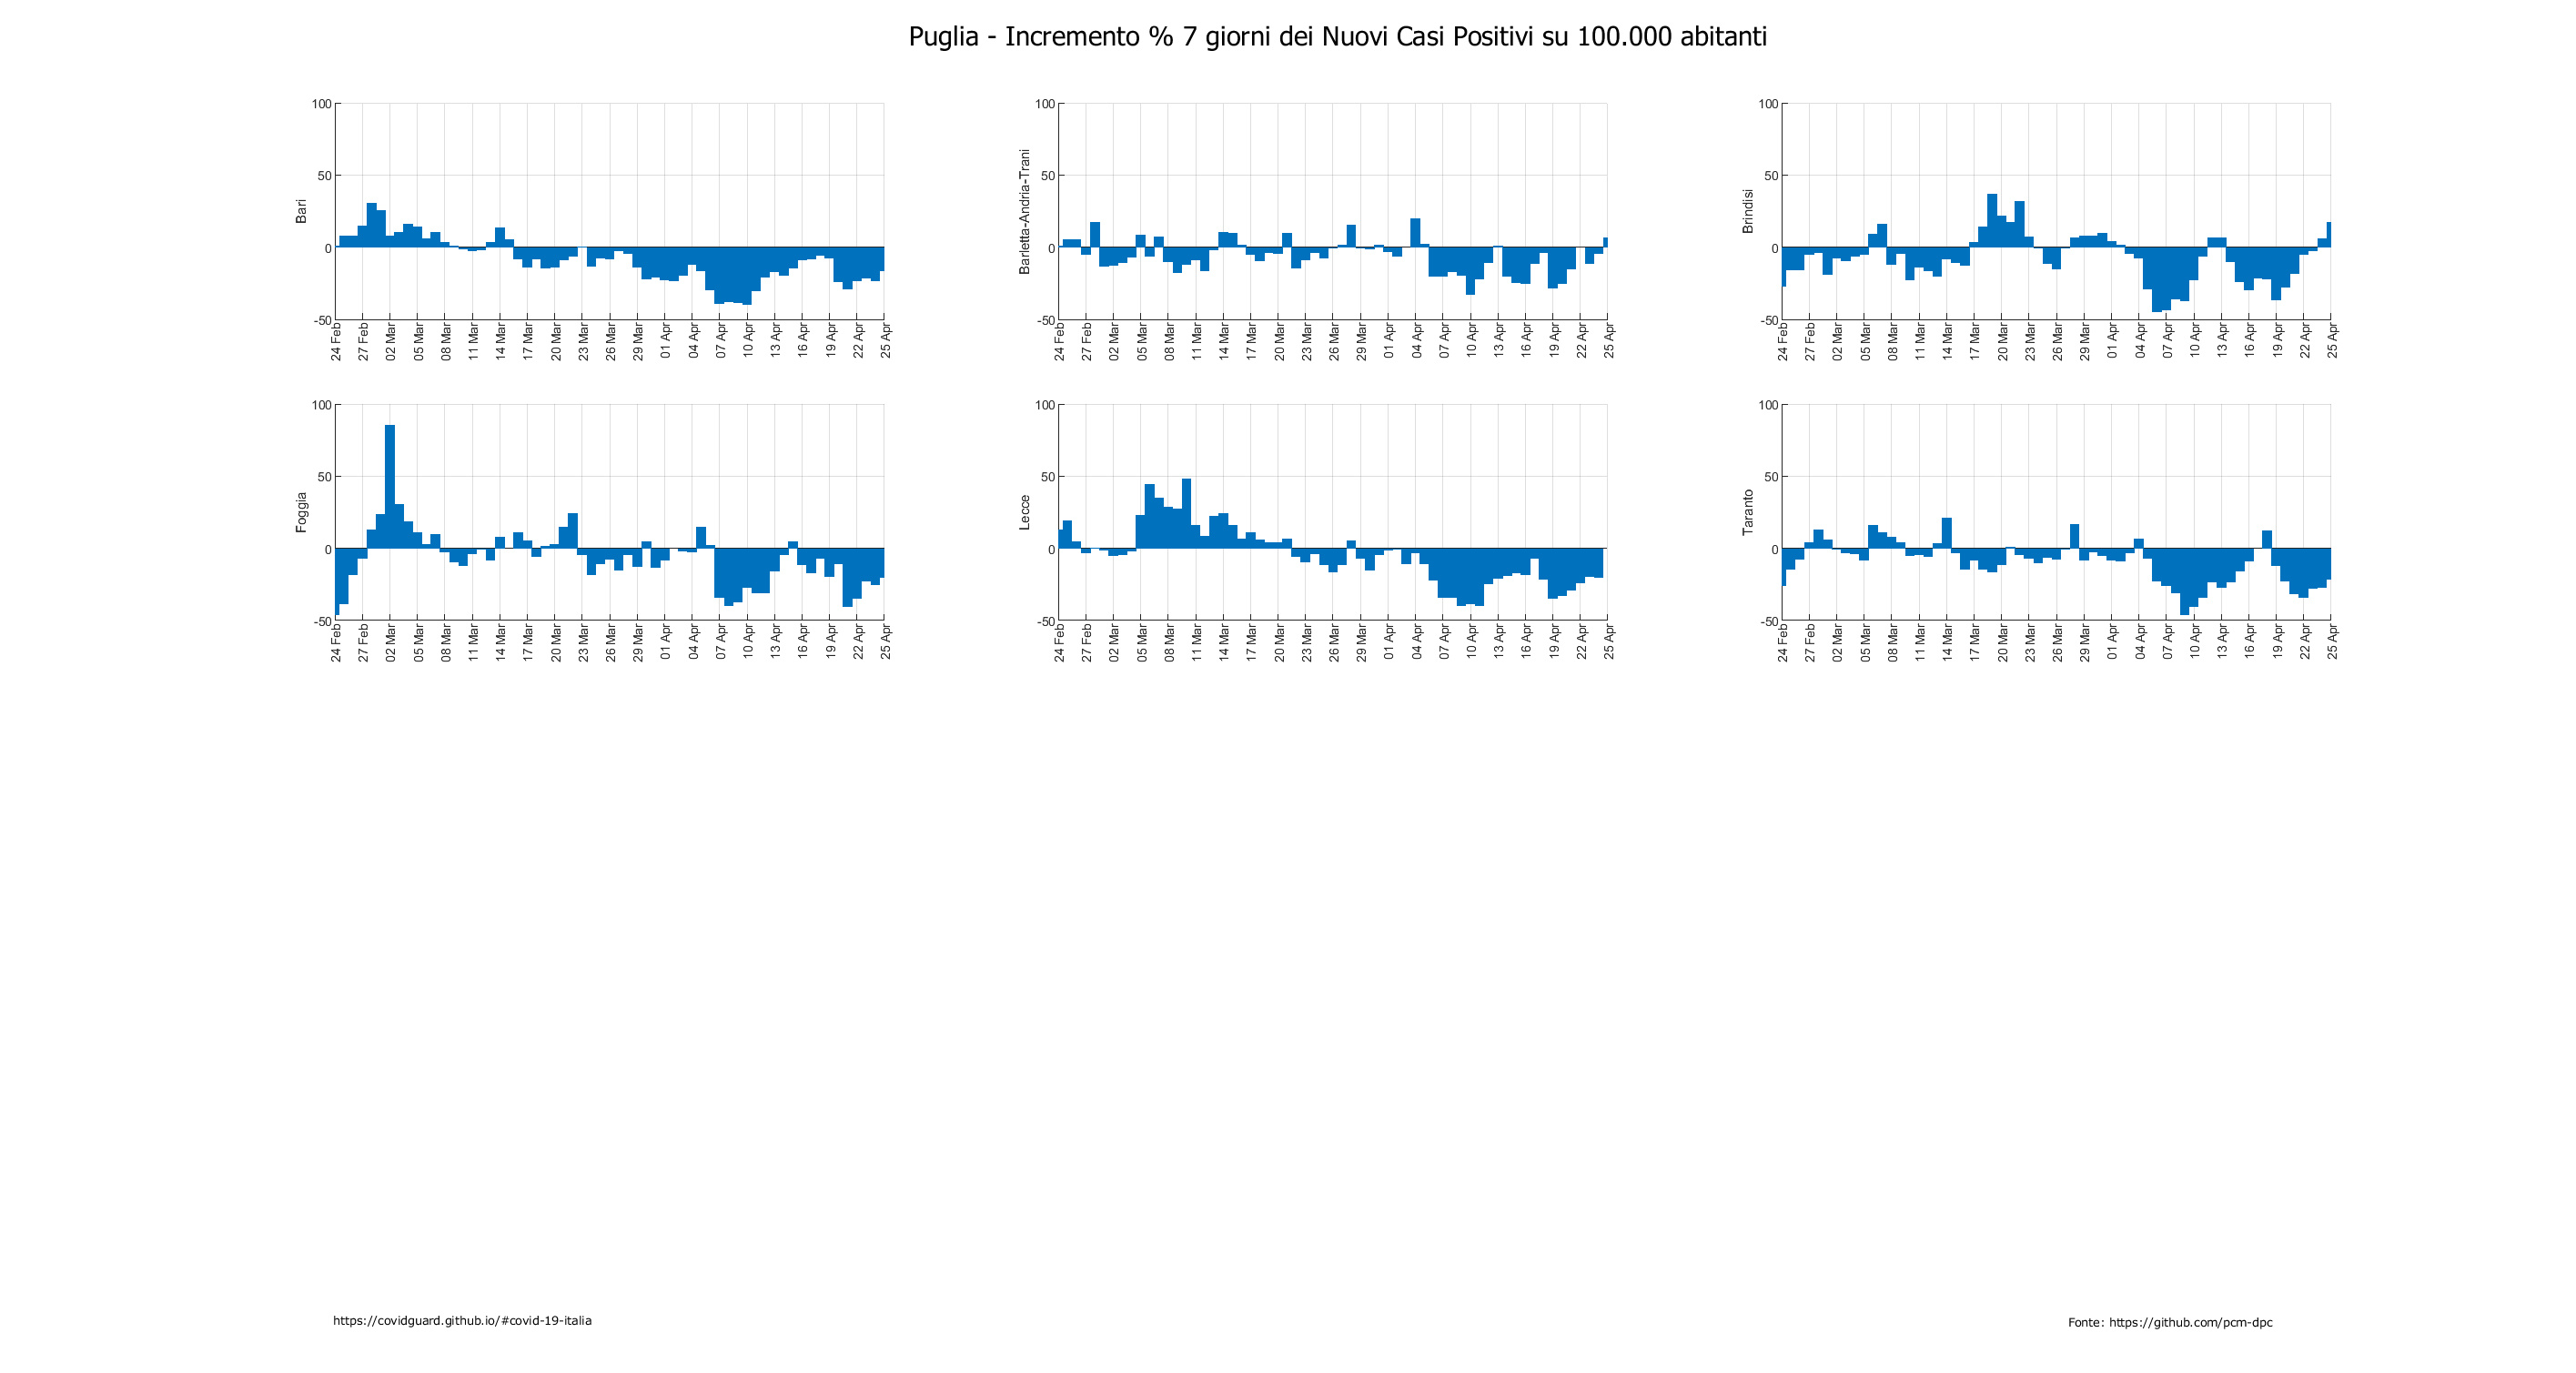 Puglia - Incremento % 7 giorni dei Nuovi Casi Positivi su 100.000 abitanti
Bari
100
50
0
-50
24 Feb 27 Feb 02 Mar 05 Mar 08 Mar 11 Mar 14 Mar 17 Mar 20 Mar 23 Mar 26 Mar 29 Mar 01 Apr 04 Apr 07 Apr 10 Apr 13 Apr 16 Apr 19 Apr 22 Apr 25 Apr
Barletta-Andria-Trani
100
50
0
-50
24 Feb 27 Feb 02 Mar 05 Mar 08 Mar 11 Mar 14 Mar 17 Mar 20 Mar 23 Mar 26 Mar 29 Mar 01 Apr 04 Apr 07 Apr 10 Apr 13 Apr 16 Apr 19 Apr 22 Apr 25 Apr
Brindisi
100
50
0
-50
24 Feb 27 Feb 02 Mar 05 Mar 08 Mar 11 Mar 14 Mar 17 Mar 20 Mar 23 Mar 26 Mar 29 Mar 01 Apr 04 Apr 07 Apr 10 Apr 13 Apr 16 Apr 19 Apr 22 Apr 25 Apr
Foggia
100
50
0
-50
24 Feb 27 Feb 02 Mar 05 Mar 08 Mar 11 Mar 14 Mar 17 Mar 20 Mar 23 Mar 26 Mar 29 Mar 01 Apr 04 Apr 07 Apr 10 Apr 13 Apr 16 Apr 19 Apr 22 Apr 25 Apr
Lecce
100
50
0
-50
24 Feb 27 Feb 02 Mar 05 Mar 08 Mar 11 Mar 14 Mar 17 Mar 20 Mar 23 Mar 26 Mar 29 Mar 01 Apr 04 Apr 07 Apr 10 Apr 13 Apr 16 Apr 19 Apr 22 Apr 25 Apr
Taranto
100
50
0
-50
24 Feb 27 Feb 02 Mar 05 Mar 08 Mar 11 Mar 14 Mar 17 Mar 20 Mar 23 Mar 26 Mar 29 Mar 01 Apr 04 Apr 07 Apr 10 Apr 13 Apr 16 Apr 19 Apr 22 Apr 25 Apr
https://covidguard.github.io/#covid-19-italia
Fonte: https://github.com/pcm-dpc